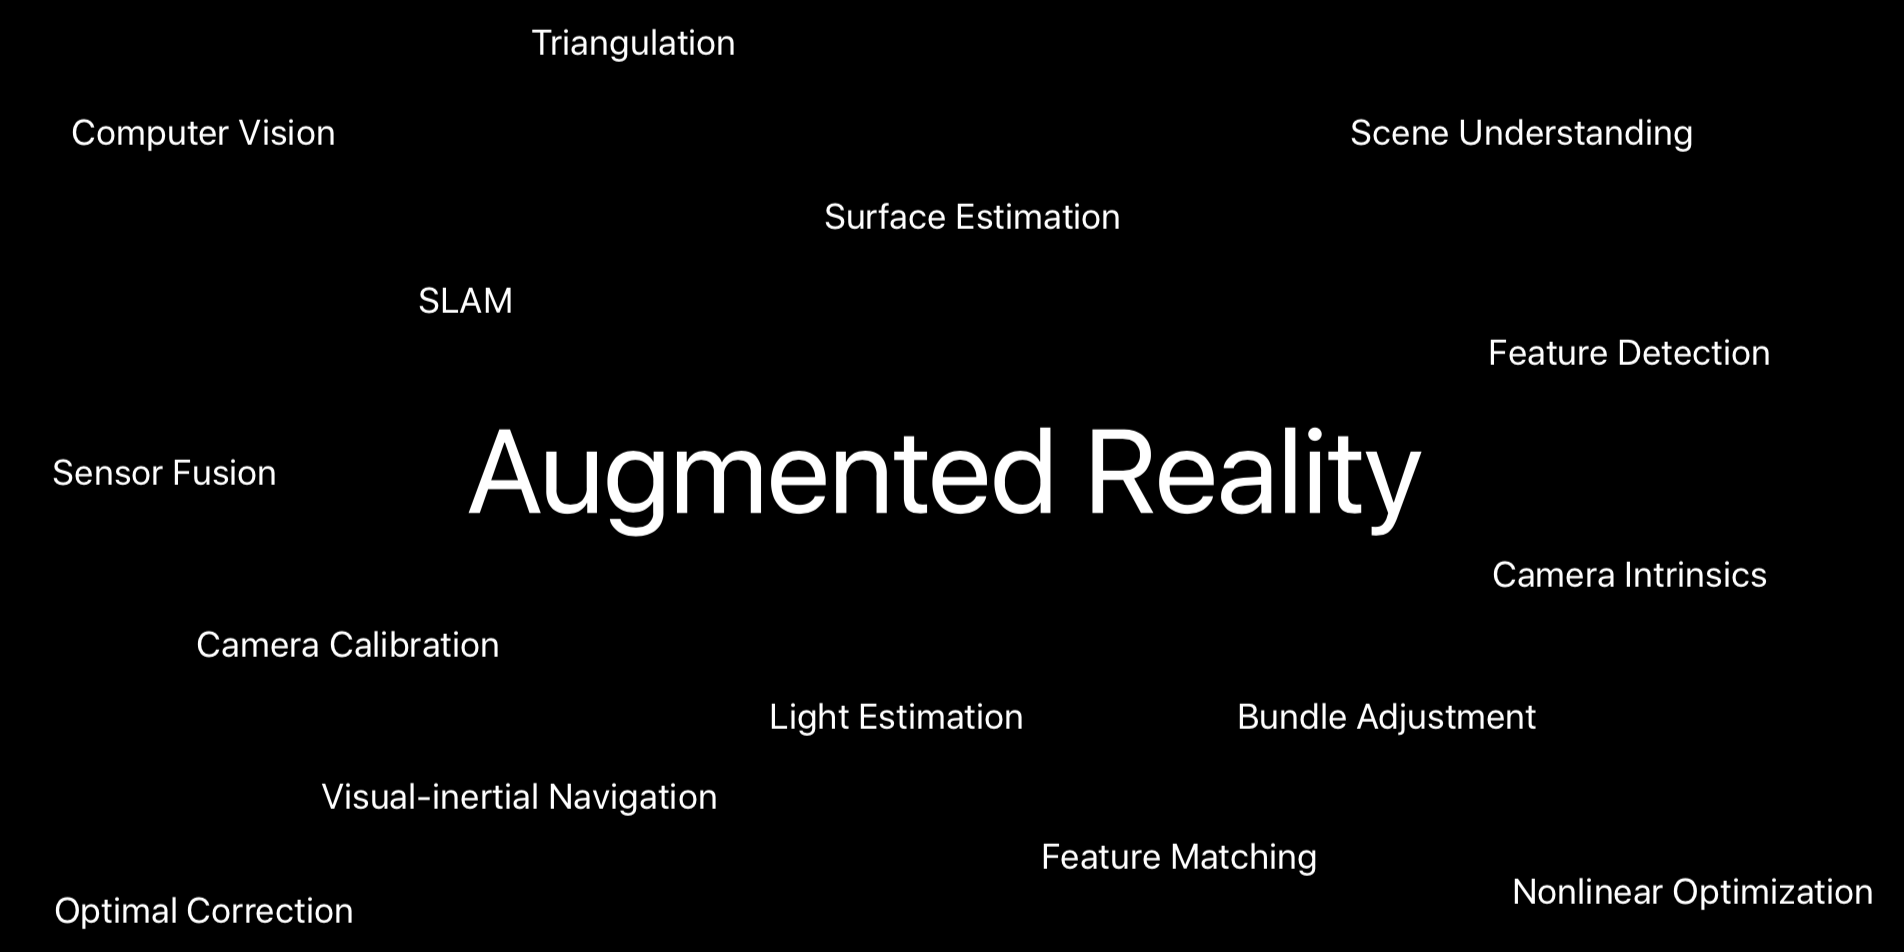 Triangulation
Computer Vision
Scene Understanding
Surface Estimation
SLAM
Feature Detection
Augmented Reality
Sensor Fusion
Camera Intrinsics
Camera Calibration
Light Estimation
Bundle Adjustment
Visual-inertial Navigation
Feature Matching
Nonlinear Optimization
Optimal Correction